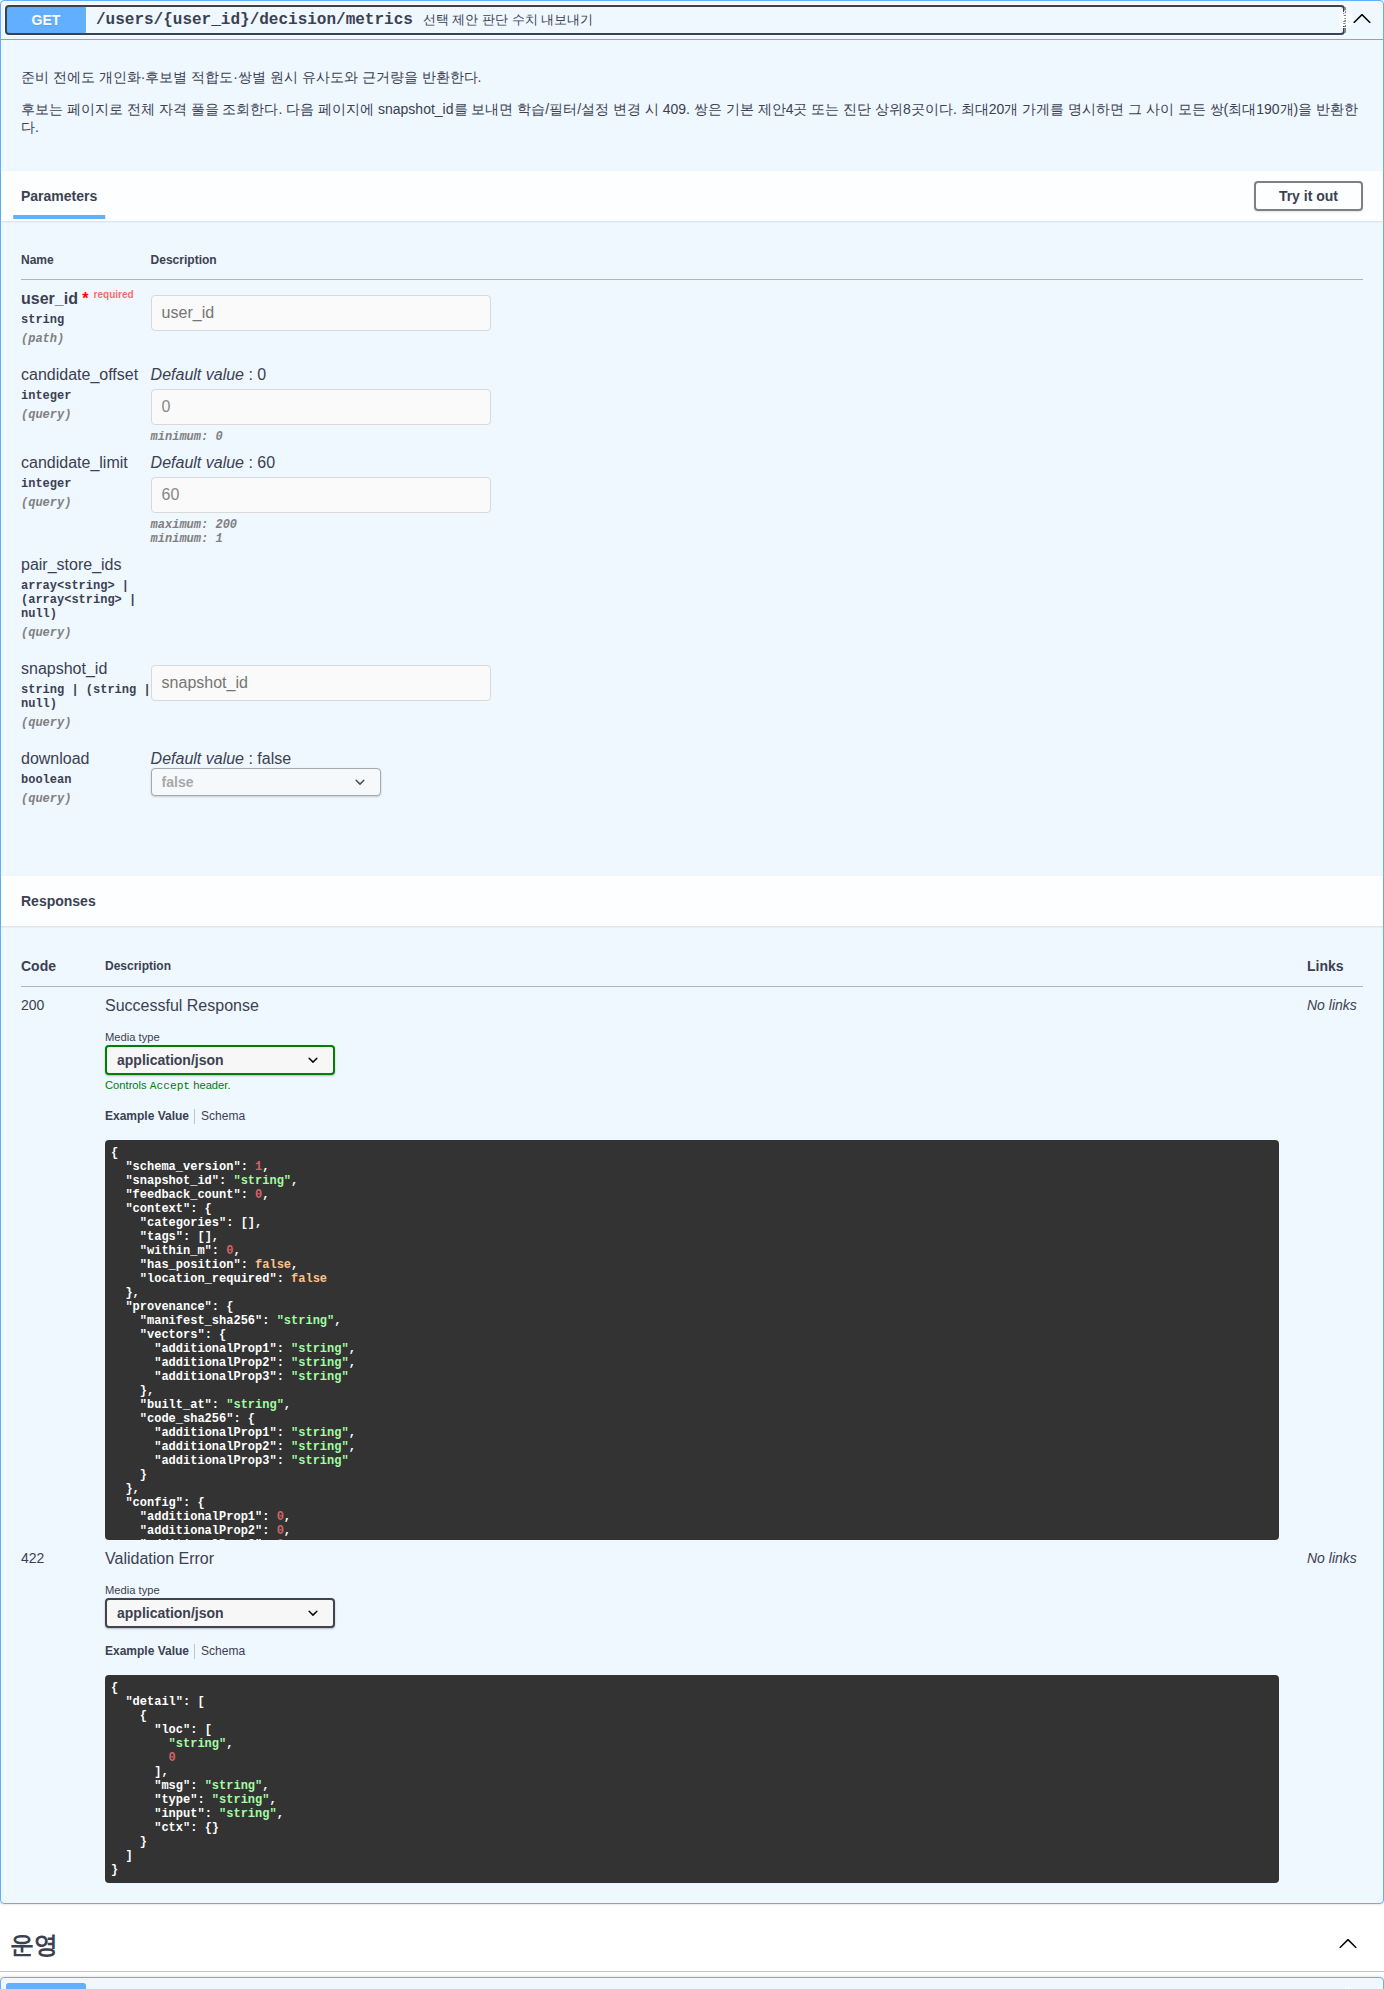 GET /users/{user_id}/decision/metrics 선택 제안 판단 수치 내보내기
준비 전에도 개인화·후보별 적합도·쌍별 원시 유사도와 근거량을 반환한다.
후보는 페이지로 전체 자격 풀을 조회한다. 다음 페이지에 snapshot_id를 보내면 학습/필터/설정 변경 시 409. 쌍은 기본 제안4곳 또는 진단 상위8곳이다. 최대20개 가게를 명시하면 그 사이 모든 쌍(최대190개)을 반환한
다.
Parameters
Try it out
Name Description
user_id * required
string
(path)
user_id
candidate_offset
integer
(query)
Default value : 0
0
minimum: 0
candidate_limit
integer
(query)
Default value : 60
60
maximum: 200
minimum: 1
pair_store_ids
array<string> |
(array<string> |
null)
(query)
snapshot_id
string | (string |
null)
(query)
snapshot_id
download
boolean
(query)
Default value : false
false
Responses
Code Description Links
200 Successful Response No links
Media type
application/json
Controls Accept header.
Example Value Schema
{
"schema_version": 1,
"snapshot_id": "string",
"feedback_count": 0,
"context": {
"categories": [],
"tags": [],
"within_m": 0,
"has_position": false,
"location_required": false
},
"provenance": {
"manifest_sha256": "string",
"vectors": {
"additionalProp1": "string",
"additionalProp2": "string",
"additionalProp3": "string"
},
"built_at": "string",
"code_sha256": {
"additionalProp1": "string",
"additionalProp2": "string",
"additionalProp3": "string"
}
},
"config": {
"additionalProp1": 0,
"additionalProp2": 0,
422 Validation Error No links
Media type
application/json
Example Value Schema
{
"detail": [
{
"loc": [
"string",
0
],
"msg": "string",
"type": "string",
"input": "string",
"ctx": {}
}
]
}
운영